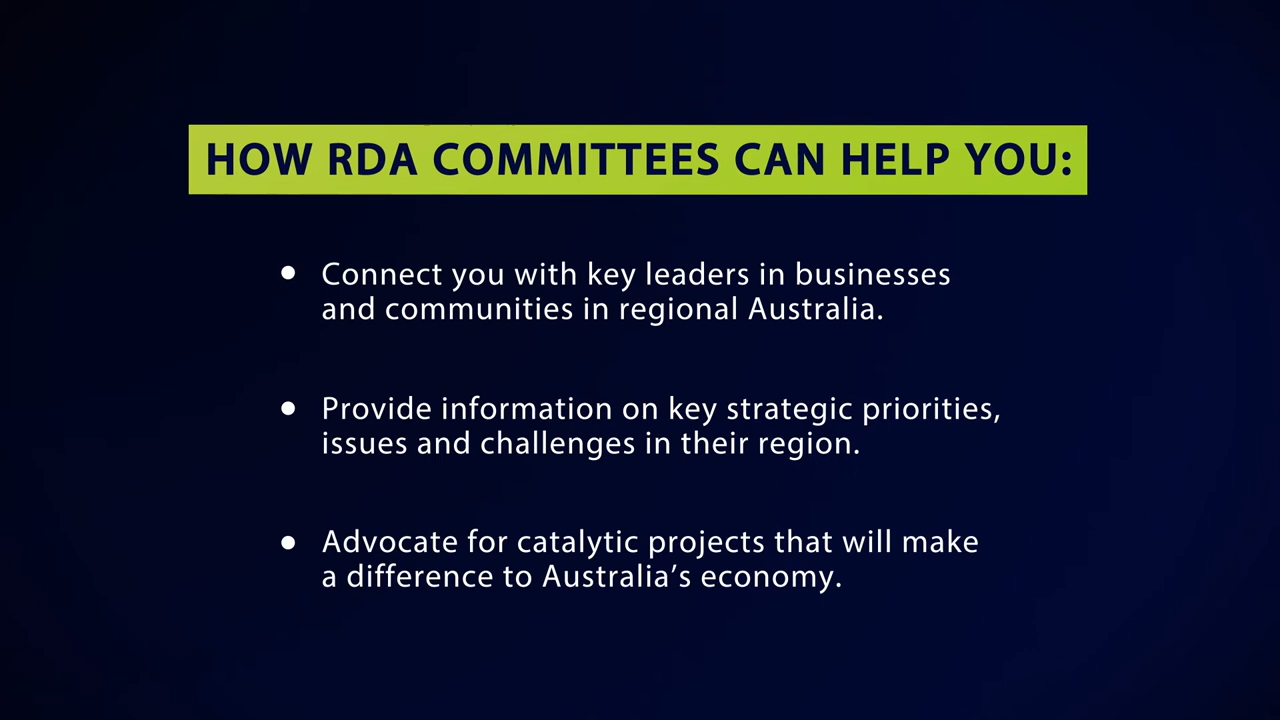 HOW RDA COMMITTEES CAN HELP YOU:
• Connect you with key leaders in businesses
and communities in regional Australia.
• Provide information on key strategic priorities,
issues and challenges in their region.
• Advocate for catalytic projects that will make
a difference to Australia’s economy.